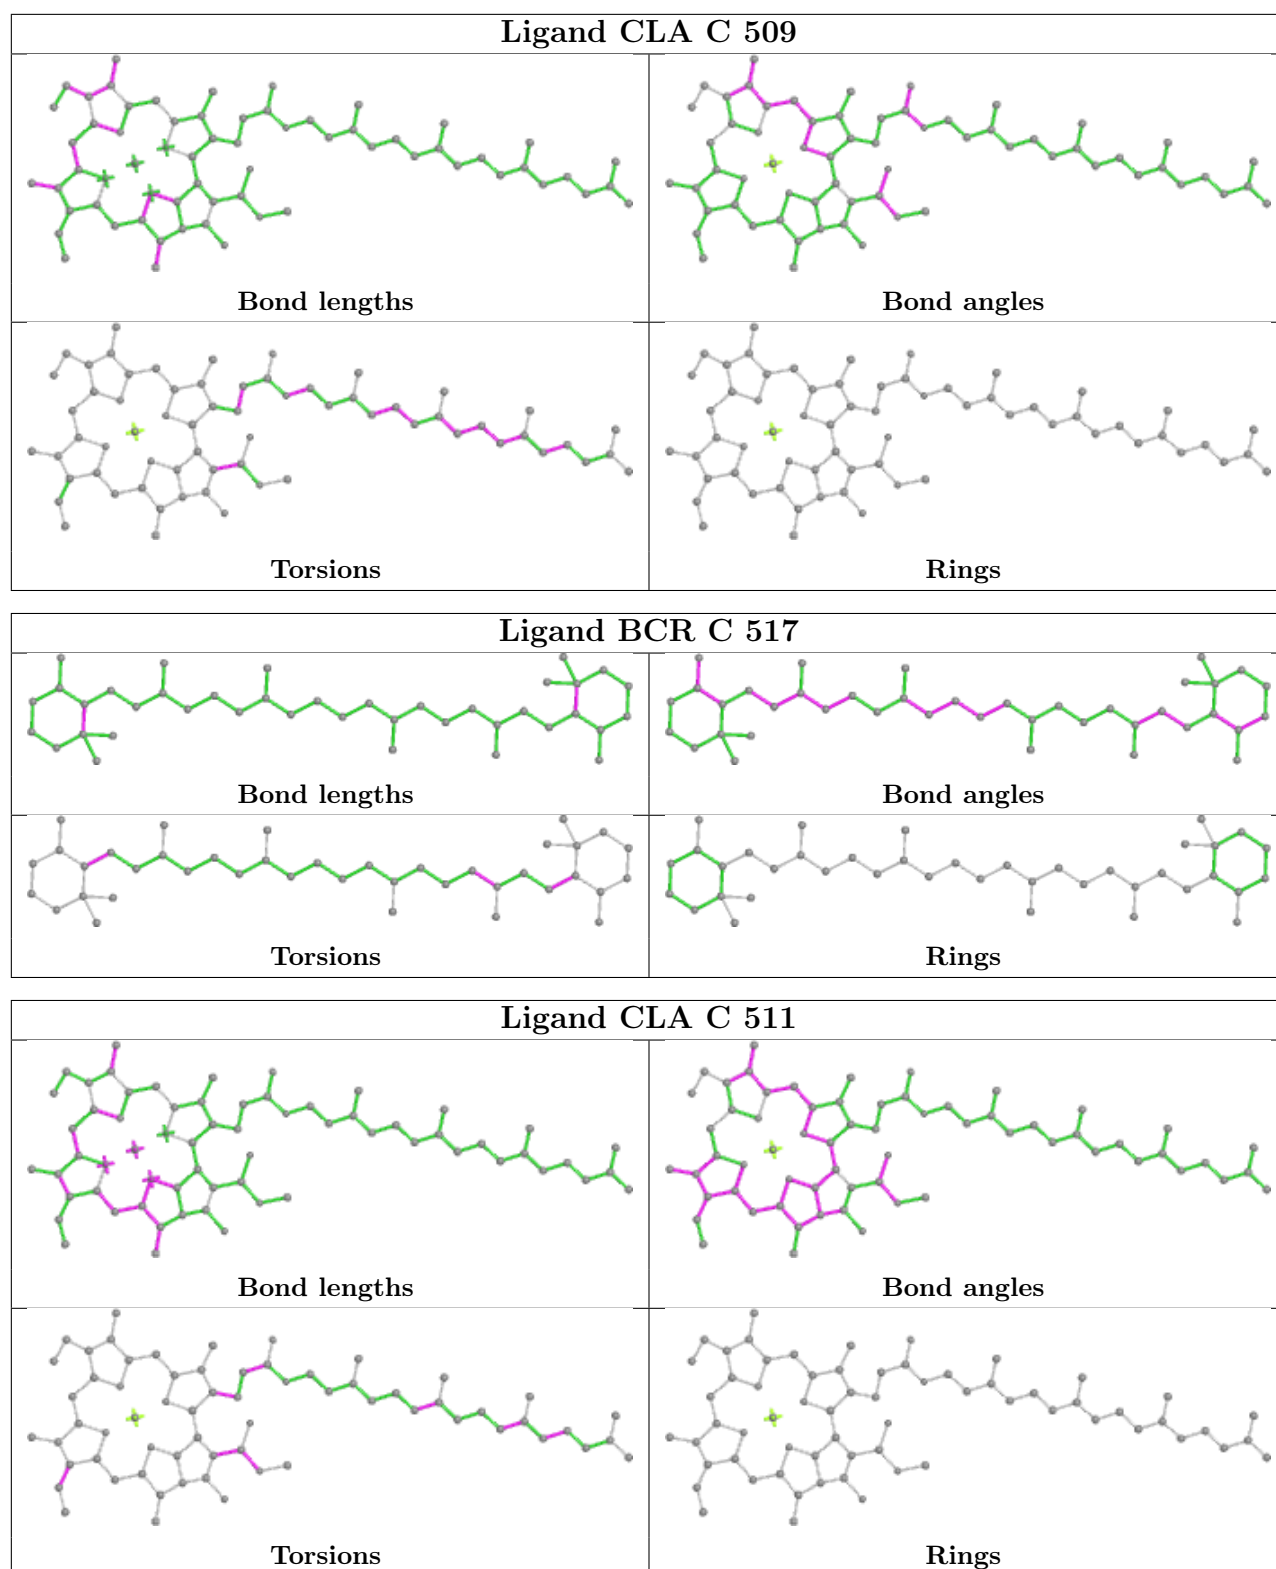 Ligand CLA C 509
Bond lengths
Bond angles
Torsions
Rings
Ligand BCR C 517
Bond lengths
Bond angles
Torsions
Rings
Ligand CLA C 511
Bond lengths
Bond angles
Torsions
Rings